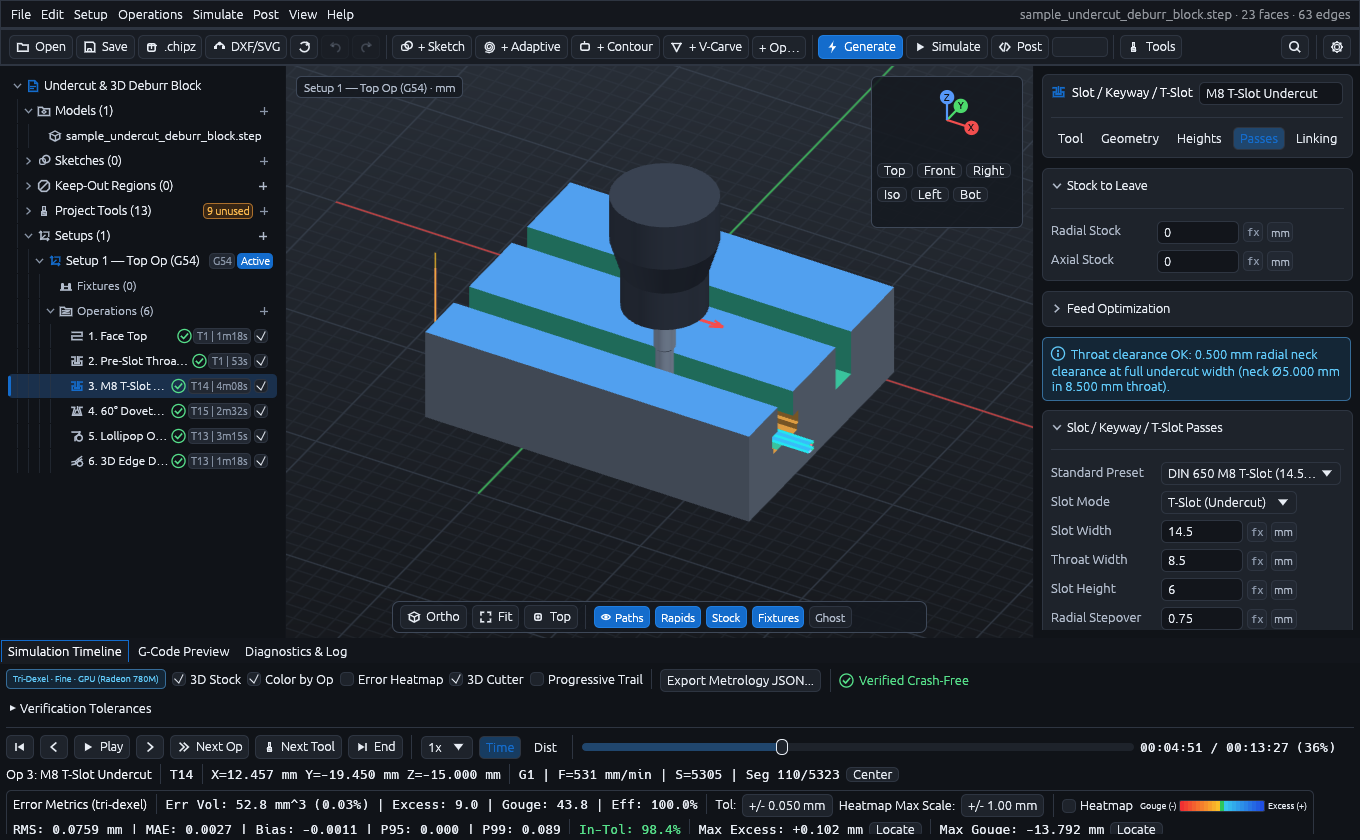 File Edit Setup Operations Simulate Post View Help
sample_undercut_deburr_block.step · 23 faces · 63 edges
Open Save .chipz DXF/SVG + Sketch + Adaptive + Contour + V-Carve + Op... Generate Simulate Post Tools
Undercut & 3D Deburr Block
Models (1) +
sample_undercut_deburr_block.step
Sketches (0) +
Keep-Out Regions (0) +
Project Tools (13) 9 unused +
Setups (1) +
Setup 1 — Top Op (G54) G54 Active
Fixtures (0)
Operations (6) +
1. Face Top T1 | 1m18s
2. Pre-Slot Throa... T1 | 53s
3. M8 T-Slot ... T14 | 4m08s
4. 60° Dovet... T15 | 2m32s
5. Lollipop O... T13 | 3m15s
6. 3D Edge D... T13 | 1m18s
Setup 1 — Top Op (G54) · mm
Z Y X
Top Front Right
Iso Left Bot
Ortho Fit Top Paths Rapids Stock Fixtures Ghost
Slot / Keyway / T-Slot M8 T-Slot Undercut
Tool Geometry Heights Passes Linking
Stock to Leave
Radial Stock 0 fx mm
Axial Stock 0 fx mm
Feed Optimization
Throat clearance OK: 0.500 mm radial neck
clearance at full undercut width (neck Ø5.000 mm
in 8.500 mm throat).
Slot / Keyway / T-Slot Passes
Standard Preset DIN 650 M8 T-Slot (14.5...
Slot Mode T-Slot (Undercut)
Slot Width 14.5 fx mm
Throat Width 8.5 fx mm
Slot Height 6 fx mm
Radial Stepover 0.75 fx mm
Simulation Timeline G-Code Preview Diagnostics & Log
Tri-Dexel · Fine · GPU (Radeon 780M) 3D Stock Color by Op Error Heatmap 3D Cutter Progressive Trail Export Metrology JSON... Verified Crash-Free
Verification Tolerances
Play Next Op Next Tool End 1x Time Dist 00:04:51 / 00:13:27 (36%)
Op 3: M8 T-Slot Undercut T14 X=12.457 mm Y=-19.450 mm Z=-15.000 mm G1 | F=531 mm/min | S=5305 | Seg 110/5323 Center
Error Metrics (tri-dexel) Err Vol: 52.8 mm^3 (0.03%) | Excess: 9.0 | Gouge: 43.8 | Eff: 100.0% Tol: +/- 0.050 mm Heatmap Max Scale: +/- 1.00 mm Heatmap Gouge (-) Excess (+)
RMS: 0.0759 mm | MAE: 0.0027 | Bias: -0.0011 | P95: 0.000 | P99: 0.089 In-Tol: 98.4% Max Excess: +0.102 mm Locate Max Gouge: -13.792 mm Locate